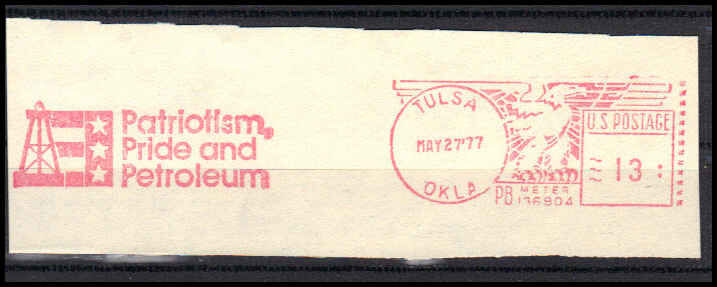 Patriotism,
Pride and
Petroleum
TULSA
MAY 27'77
OKLA
PB METER
136904
U.S. POSTAGE
13